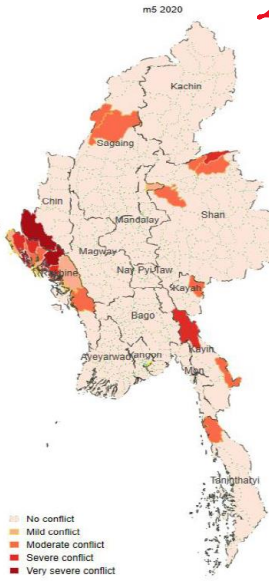 m5 2020
Kachin
Sagaing
Chin
Shan
Mandalay
Magway
Nay Pyi Taw
Rakhine
Kayah
Bago
Ayeyarwady
Yangon
Kayin
Mon
Tanintharyi
No conflict
Mild conflict
Moderate conflict
Severe conflict
Very severe conflict